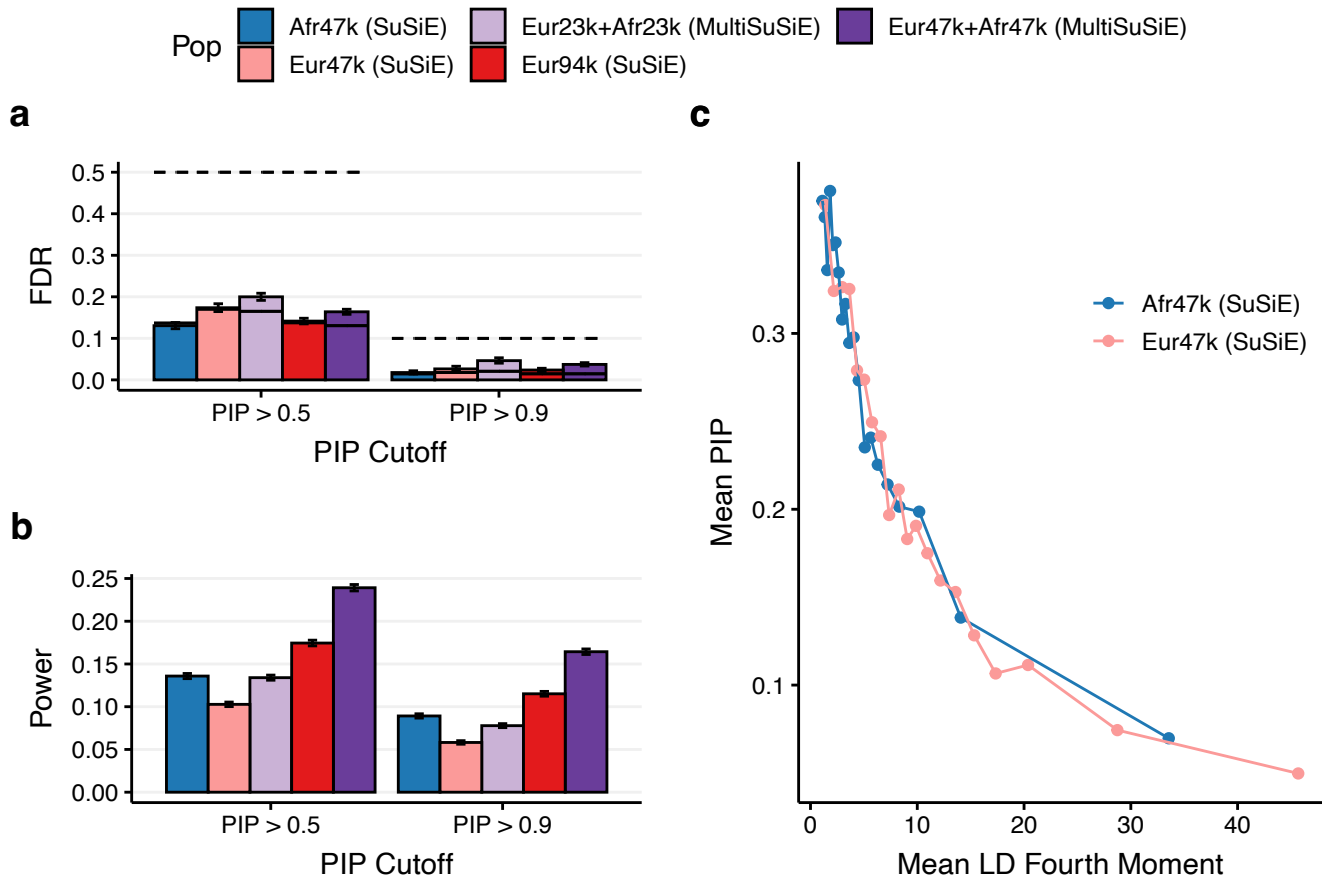 Pop
Afr47k (SuSiE)
Eur23k+Afr23k (MultiSuSiE)
Eur47k+Afr47k (MultiSuSiE)
Eur47k (SuSiE)
Eur94k (SuSiE)
a
FDR
0.5
0.4
0.3
0.2
0.1
0.0
PIP > 0.5
PIP > 0.9
PIP Cutoff
b
Power
0.25
0.20
0.15
0.10
0.05
0.00
PIP > 0.5
PIP > 0.9
PIP Cutoff
c
Mean PIP
0.3
0.2
0.1
Afr47k (SuSiE)
Eur47k (SuSiE)
0
10
20
30
40
Mean LD Fourth Moment